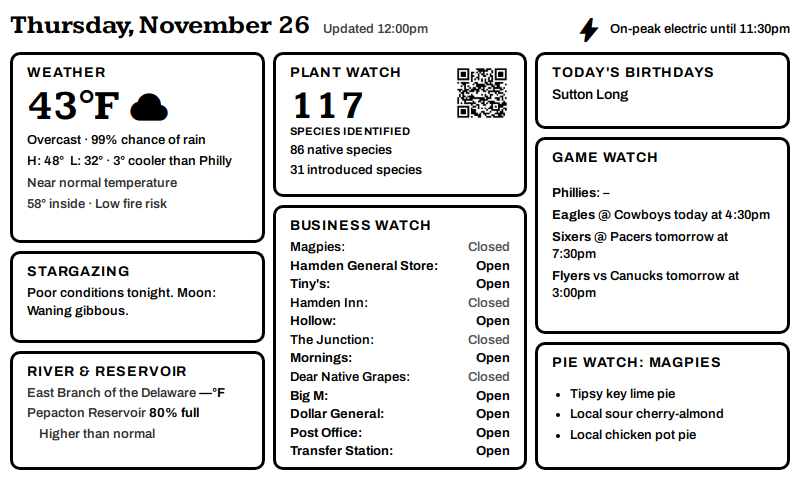 Thursday, November 26 Updated 12:00pm
On-peak electric until 11:30pm
WEATHER
43°F
Overcast · 99% chance of rain
H: 48° L: 32° · 3° cooler than Philly
Near normal temperature
58° inside · Low fire risk
STARGAZING
Poor conditions tonight. Moon:
Waning gibbous.
RIVER & RESERVOIR
East Branch of the Delaware —°F
Pepacton Reservoir 80% full
Higher than normal
PLANT WATCH
117
SPECIES IDENTIFIED
86 native species
31 introduced species
BUSINESS WATCH
Magpies: Closed
Hamden General Store: Open
Tiny's: Open
Hamden Inn: Closed
Hollow: Open
The Junction: Closed
Mornings: Open
Dear Native Grapes: Closed
Big M: Open
Dollar General: Open
Post Office: Open
Transfer Station: Open
TODAY'S BIRTHDAYS
Sutton Long
GAME WATCH
Phillies: –
Eagles @ Cowboys today at 4:30pm
Sixers @ Pacers tomorrow at
7:30pm
Flyers vs Canucks tomorrow at
3:00pm
PIE WATCH: MAGPIES
• Tipsy key lime pie
• Local sour cherry-almond
• Local chicken pot pie